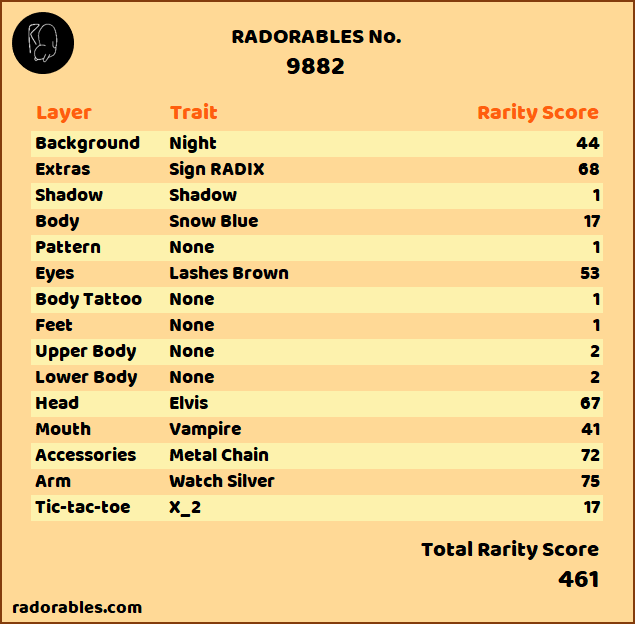 RADORABLES No.
9882
Layer Trait Rarity Score
Background Night 44
Extras Sign RADIX 68
Shadow Shadow 1
Body Snow Blue 17
Pattern None 1
Eyes Lashes Brown 53
Body Tattoo None 1
Feet None 1
Upper Body None 2
Lower Body None 2
Head Elvis 67
Mouth Vampire 41
Accessories Metal Chain 72
Arm Watch Silver 75
Tic-tac-toe X_2 17
Total Rarity Score
461
radorables.com